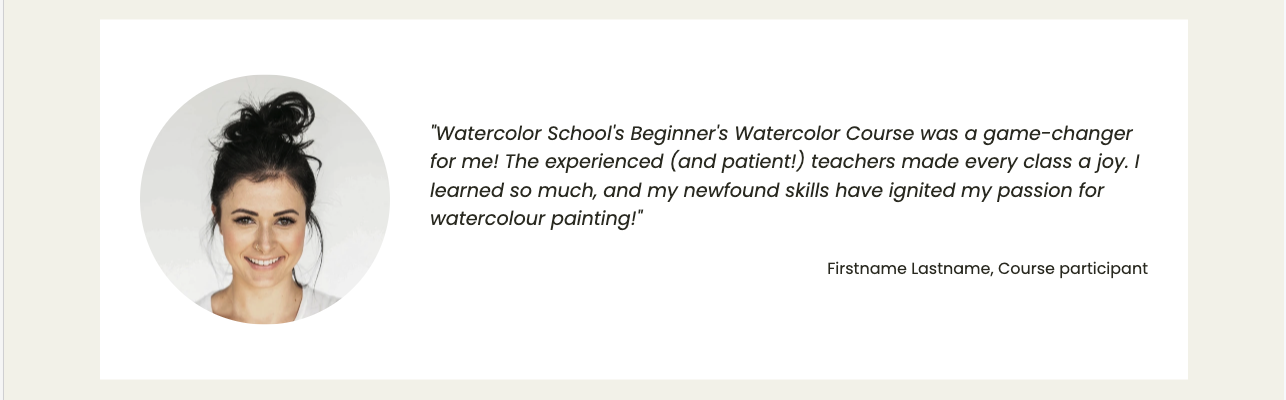 "Watercolor School's Beginner's Watercolor Course was a game-changer
for me! The experienced (and patient!) teachers made every class a joy. I
learned so much, and my newfound skills have ignited my passion for
watercolour painting!"
Firstname Lastname, Course participant